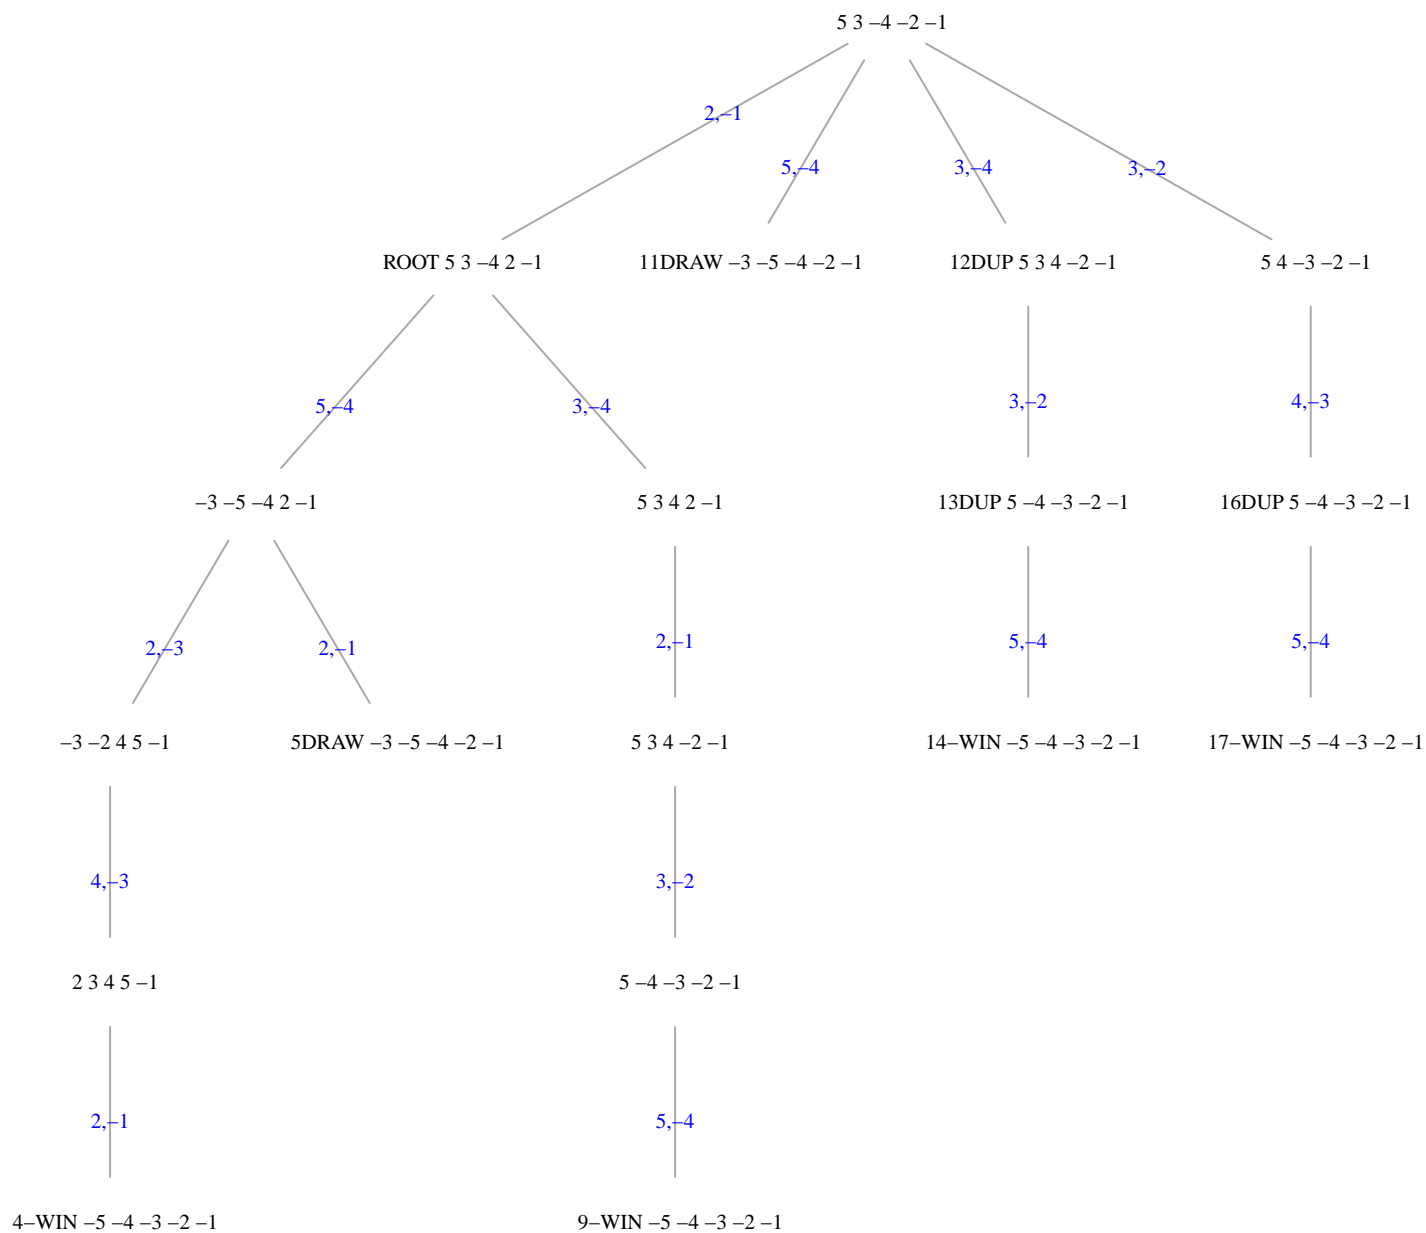 5 3 –4 –2 –1
2,–1
5,–4
3,–4
3,–2
ROOT 5 3 –4 2 –1
11DRAW –3 –5 –4 –2 –1
12DUP 5 3 4 –2 –1
5 4 –3 –2 –1
5,–4
3,–4
3,–2
4,–3
–3 –5 –4 2 –1
5 3 4 2 –1
13DUP 5 –4 –3 –2 –1
16DUP 5 –4 –3 –2 –1
2,–3
2,–1
2,–1
5,–4
5,–4
–3 –2 4 5 –1
5DRAW –3 –5 –4 –2 –1
5 3 4 –2 –1
14–WIN –5 –4 –3 –2 –1
17–WIN –5 –4 –3 –2 –1
4,–3
3,–2
2 3 4 5 –1
5 –4 –3 –2 –1
2,–1
5,–4
4–WIN –5 –4 –3 –2 –1
9–WIN –5 –4 –3 –2 –1